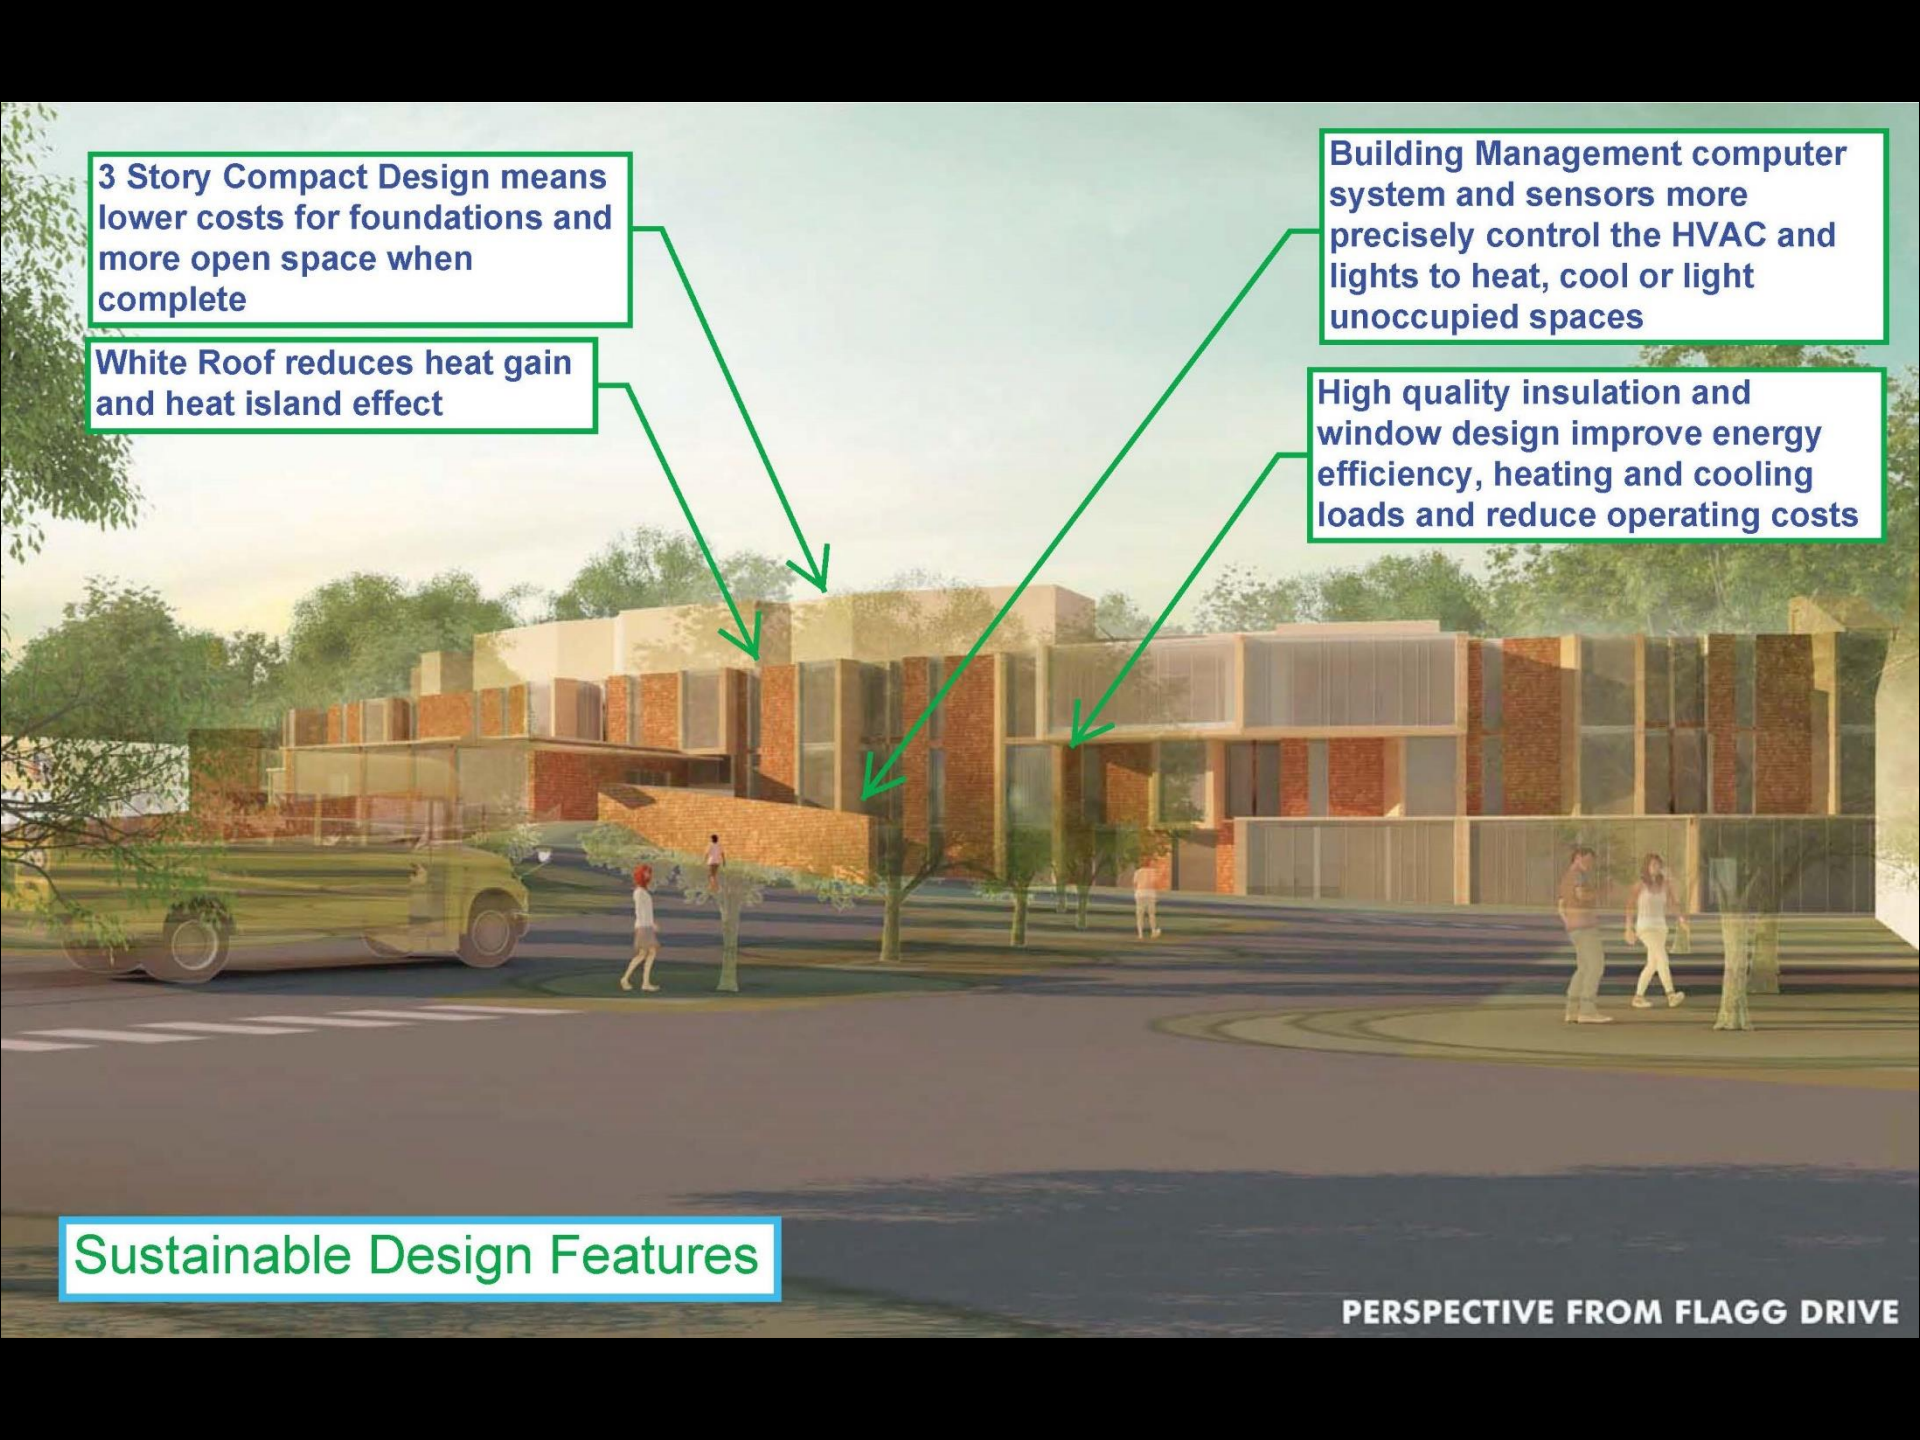 3 Story Compact Design means
lower costs for foundations and
more open space when
complete
White Roof reduces heat gain
and heat island effect
Building Management computer
system and sensors more
precisely control the HVAC and
lights to heat, cool or light
unoccupied spaces
High quality insulation and
window design improve energy
efficiency, heating and cooling
loads and reduce operating costs
Sustainable Design Features
PERSPECTIVE FROM FLAGG DRIVE